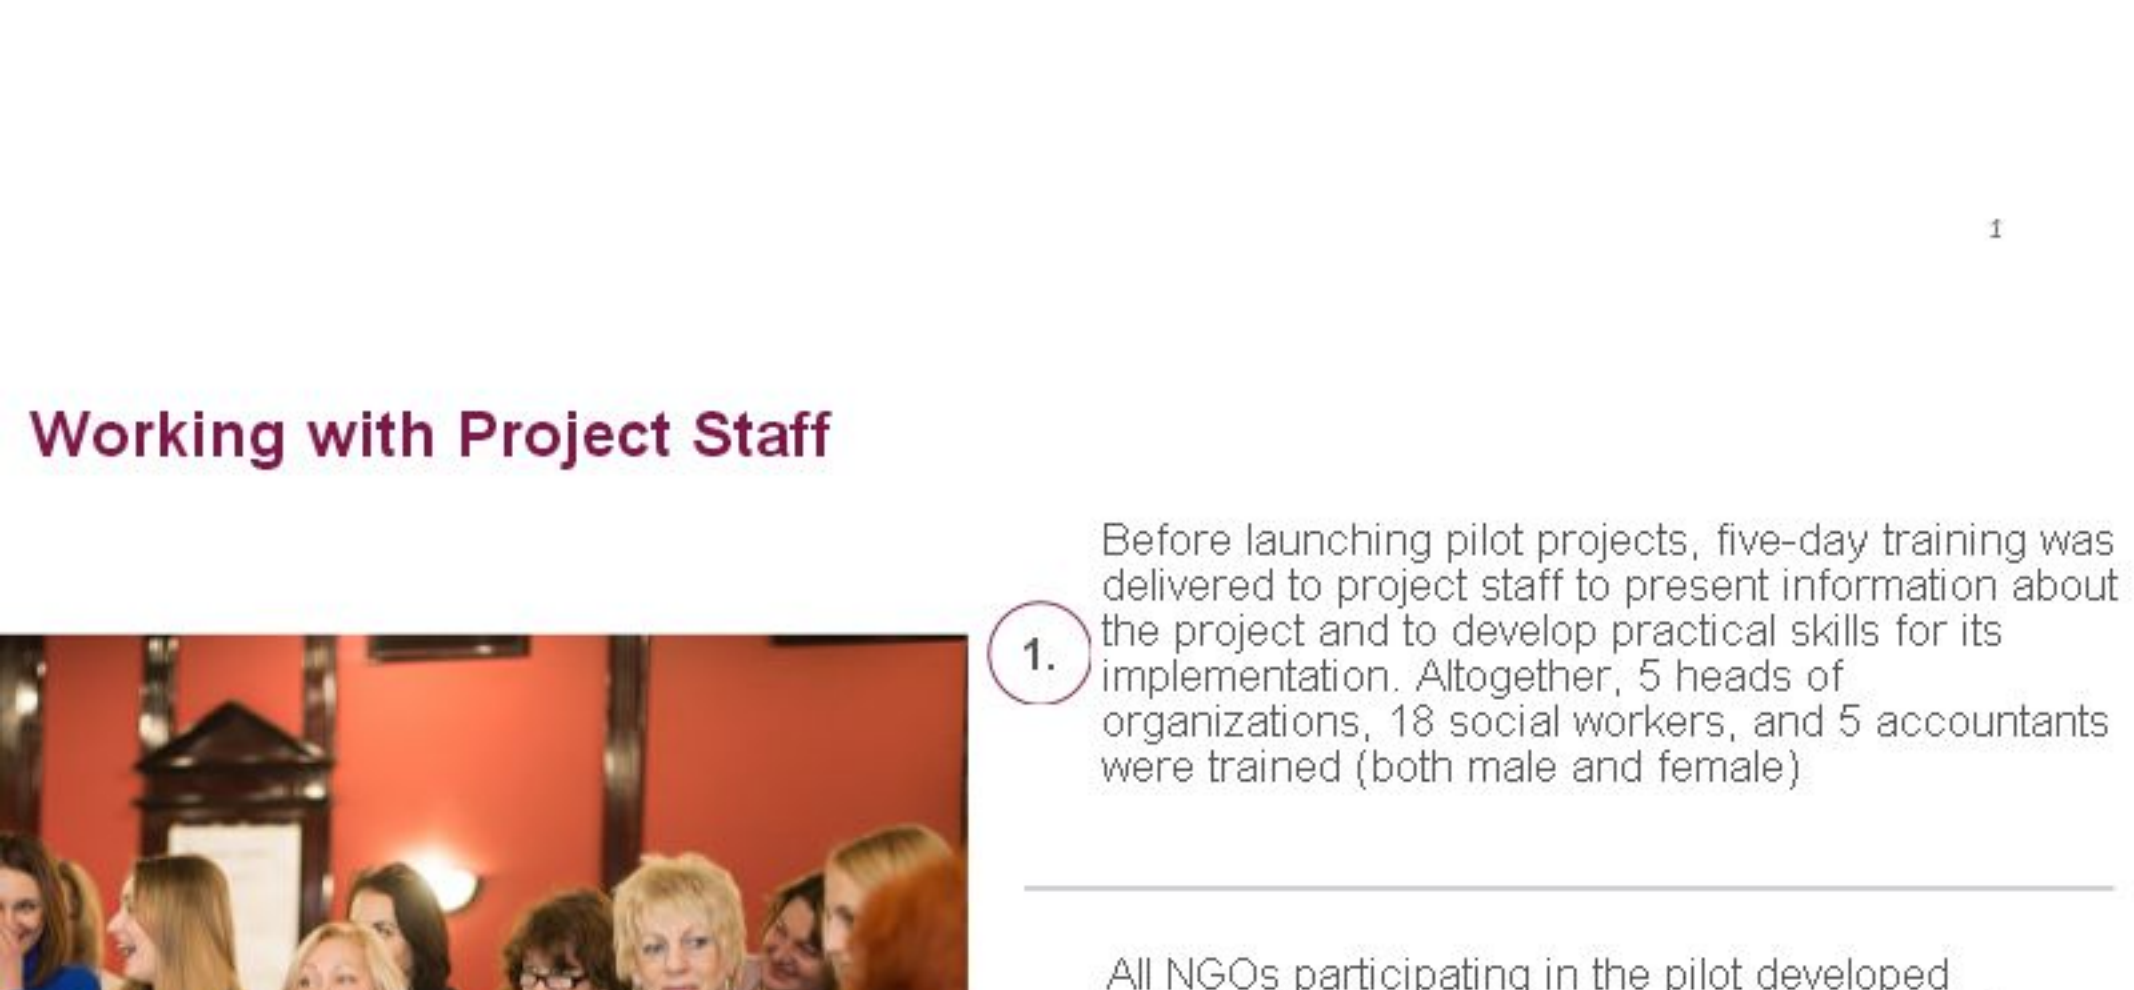 1
Working with Project Staff
Before launching pilot projects, five-day training was
delivered to project staff to present information about
the project and to develop practical skills for its
implementation. Altogether, 5 heads of
organizations, 18 social workers, and 5 accountants
were trained (both male and female)
1.
All NGOs participating in the pilot developed